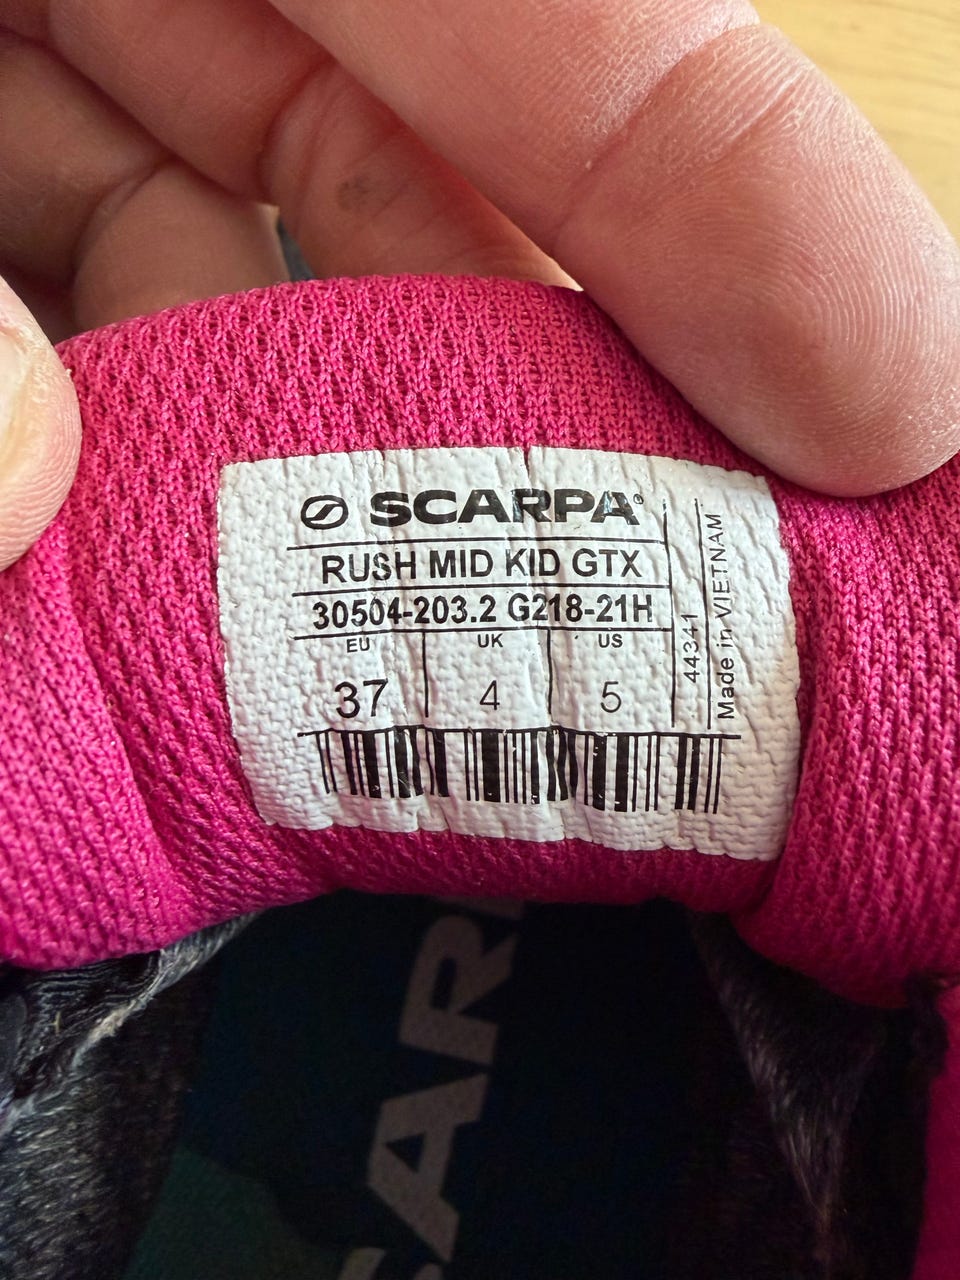 SCARPA®
RUSH MID KID GTX
30504-203.2 G218-21H
EU UK US
37 4 5
44341
Made in VIETNAM
SCAR